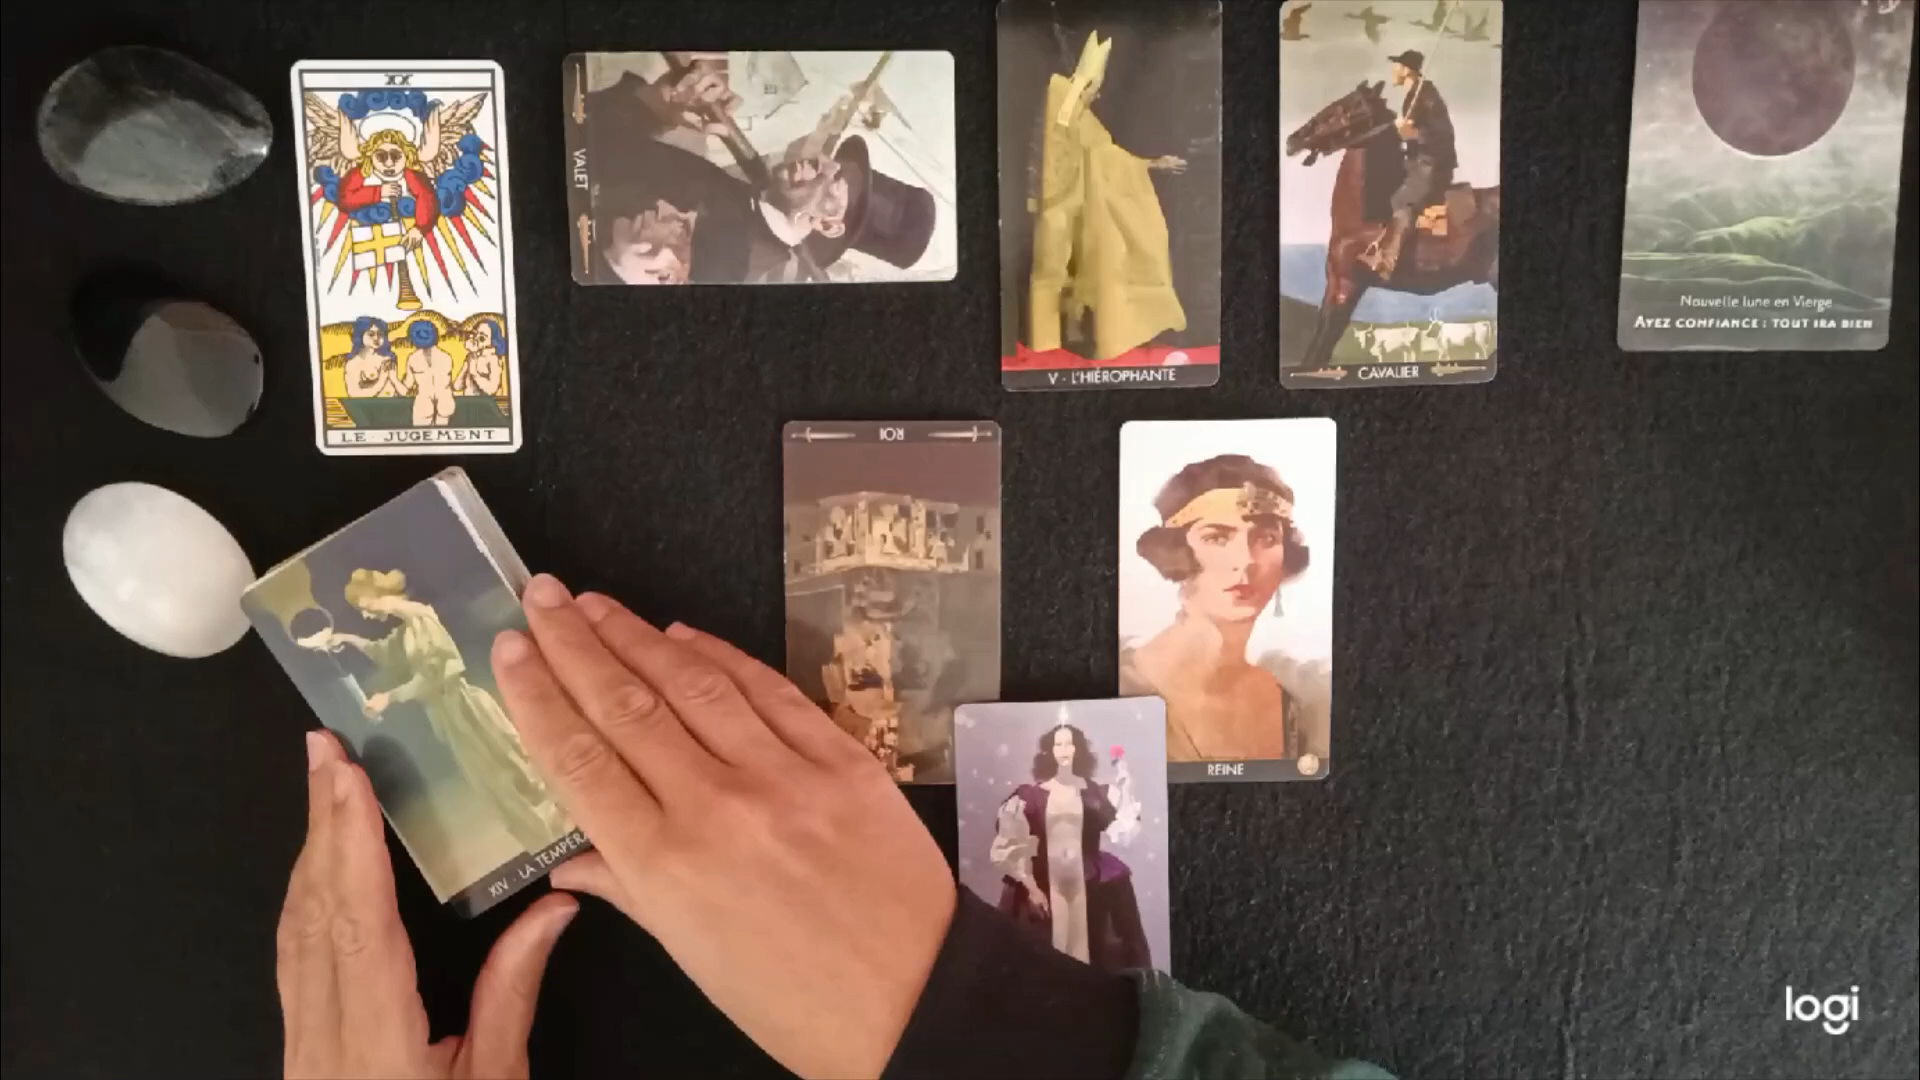 XX
LE·JUGEMENT
VALET
V - L'HIÉROPHANTE
CAVALIER
Nouvelle lune en Vierge
AYEZ CONFIANCE : TOUT IRA BIEN
ROI
REINE
XIV - LA TEMPÉRA
logi